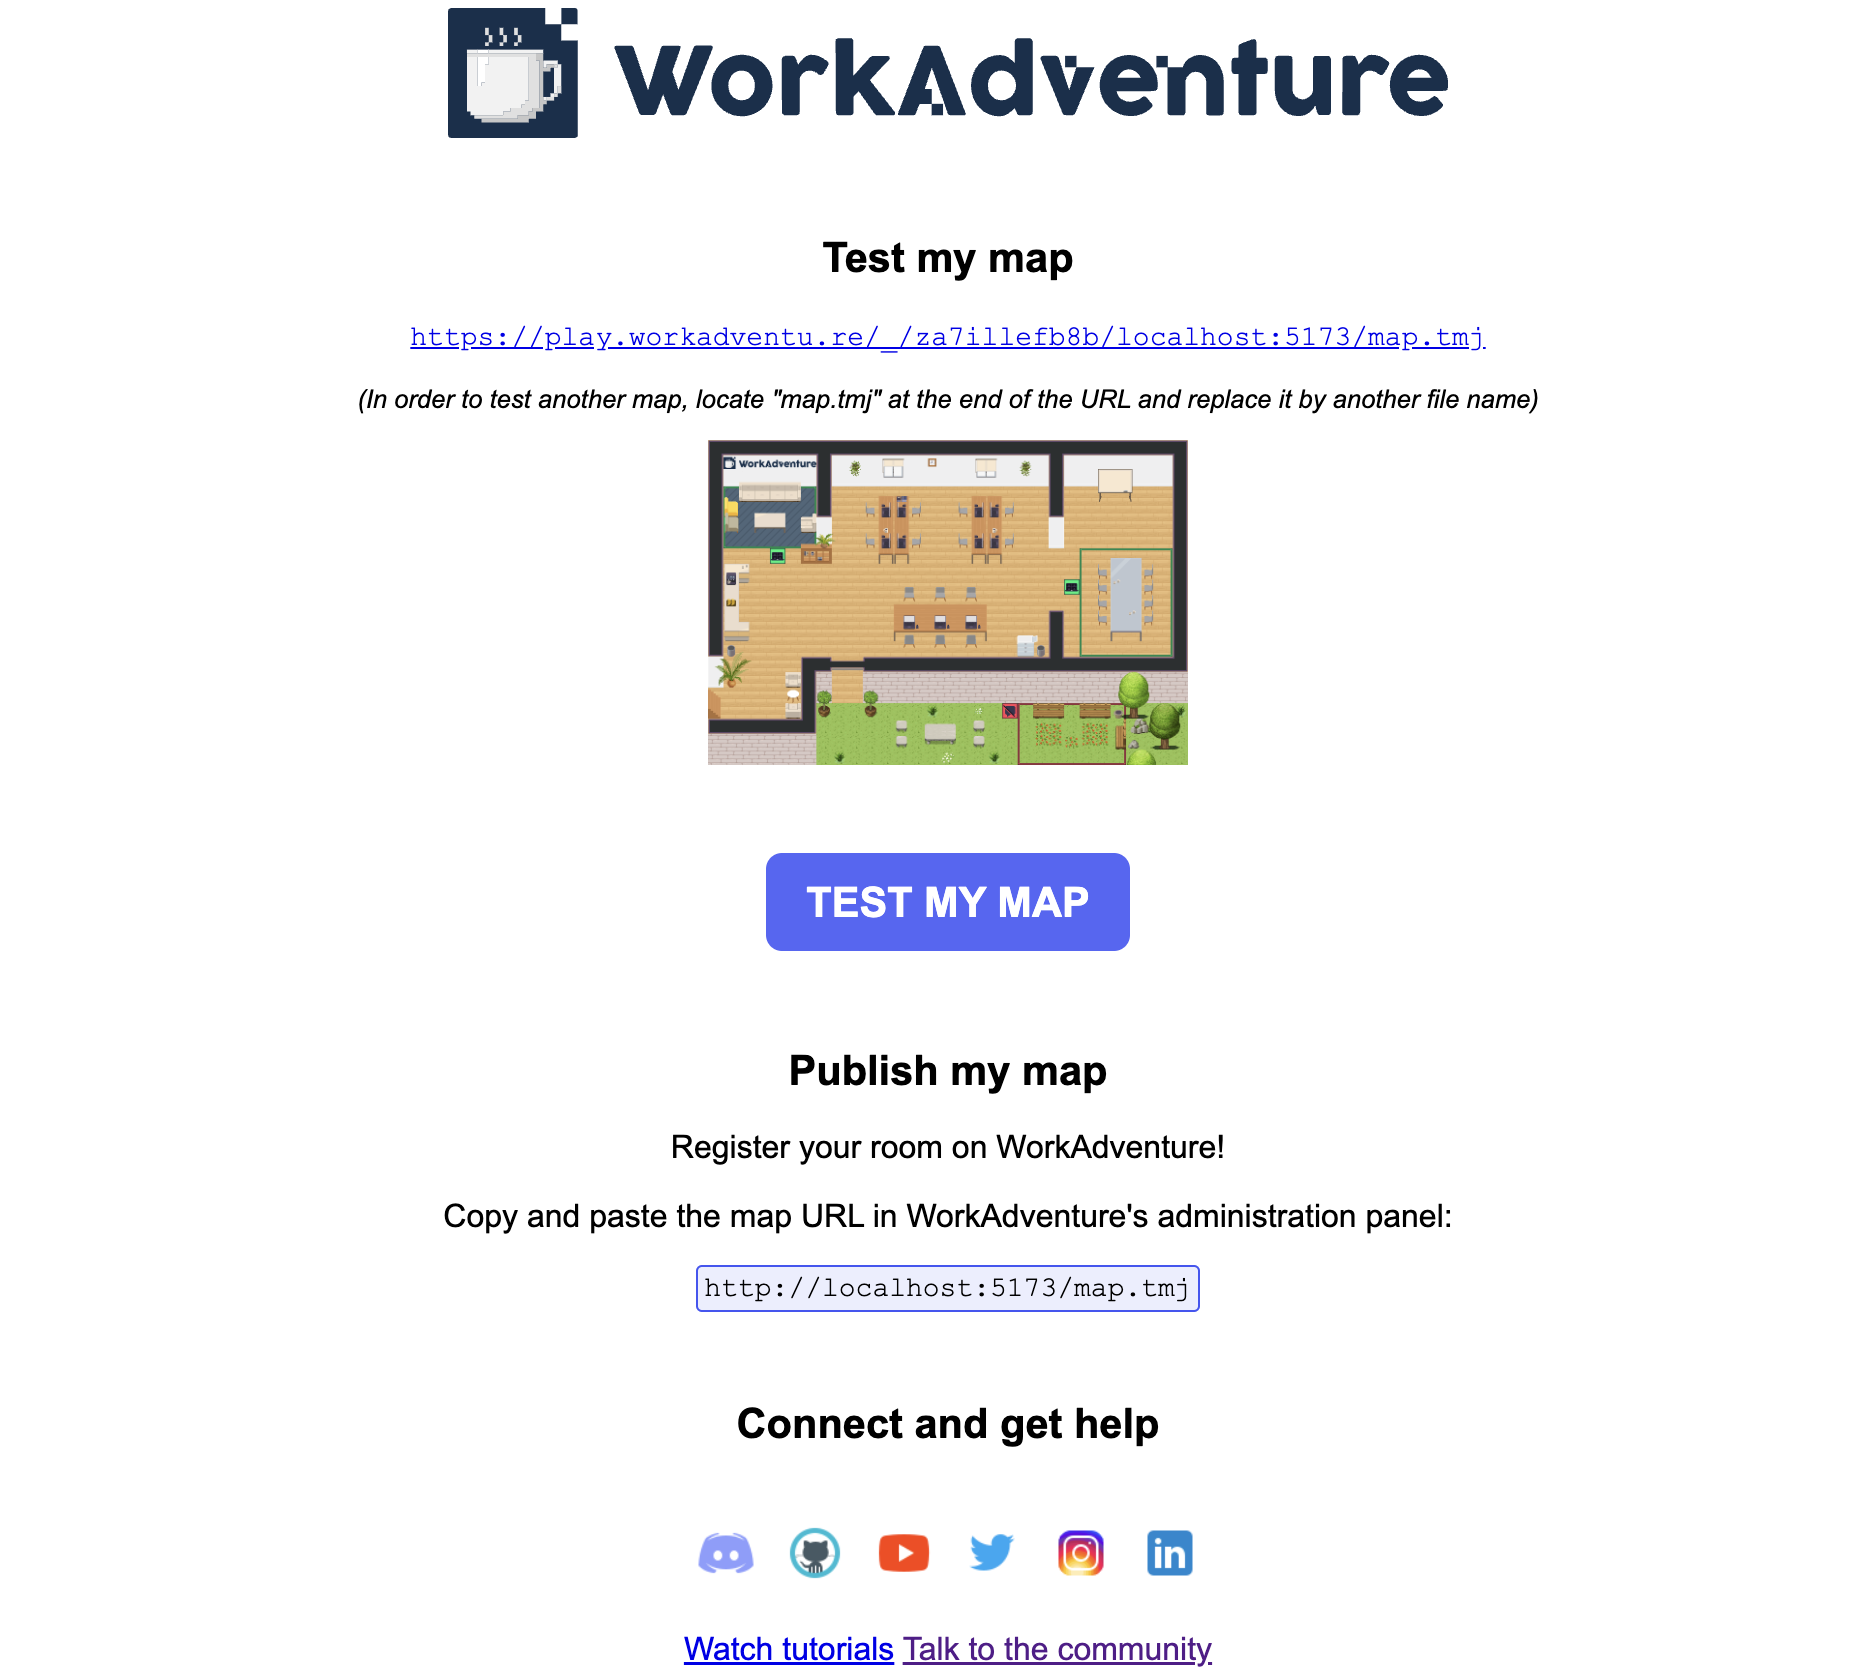 WorkAdventure
Test my map
https://play.workadventu.re/_/za7illefb8b/localhost:5173/map.tmj
(In order to test another map, locate "map.tmj" at the end of the URL and replace it by another file name)
WorkAdventure
TEST MY MAP
Publish my map
Register your room on WorkAdventure!
Copy and paste the map URL in WorkAdventure's administration panel:
http://localhost:5173/map.tmj
Connect and get help
in
Watch tutorials Talk to the community